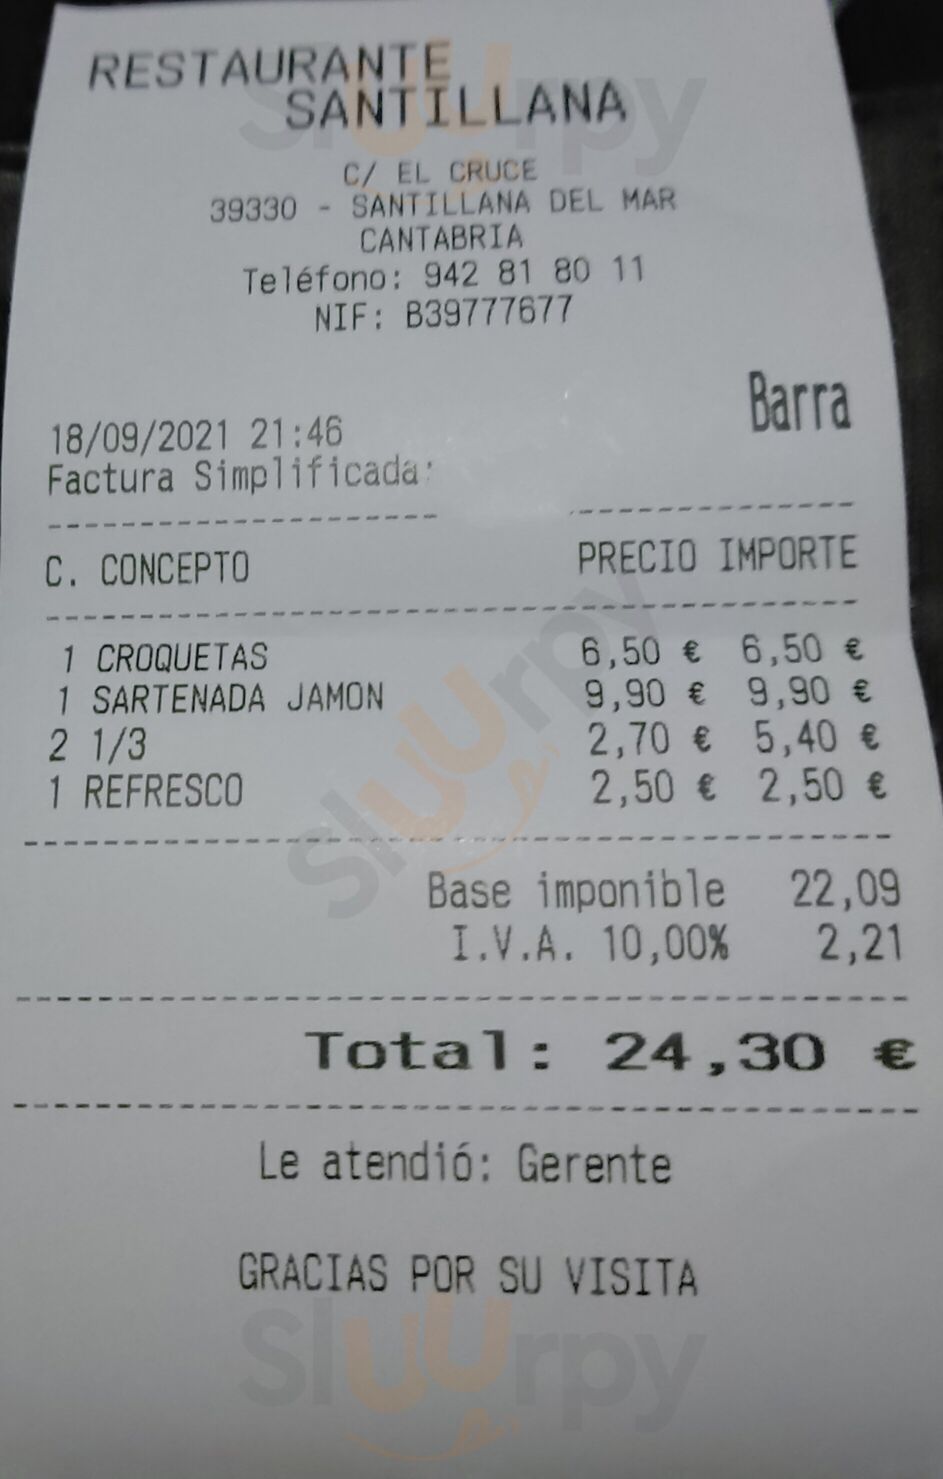 RESTAURANTE
SANTILLANA
C/ EL CRUCE
39330 - SANTILLANA DEL MAR
CANTABRIA
Teléfono: 942 81 80 11
NIF: B39777677
Barra
18/09/2021 21:46
Factura Simplificada:
C. CONCEPTO PRECIO IMPORTE
1 CROQUETAS 6,50 € 6,50 €
1 SARTENADA JAMON 9,90 € 9,90 €
2 1/3 2,70 € 5,40 €
1 REFRESCO 2,50 € 2,50 €
Base imponible 22,09
I.V.A. 10,00% 2,21
Total: 24,30 €
Le atendió: Gerente
GRACIAS POR SU VISITA
Sluurpy
Sluurpy
Sluurpy